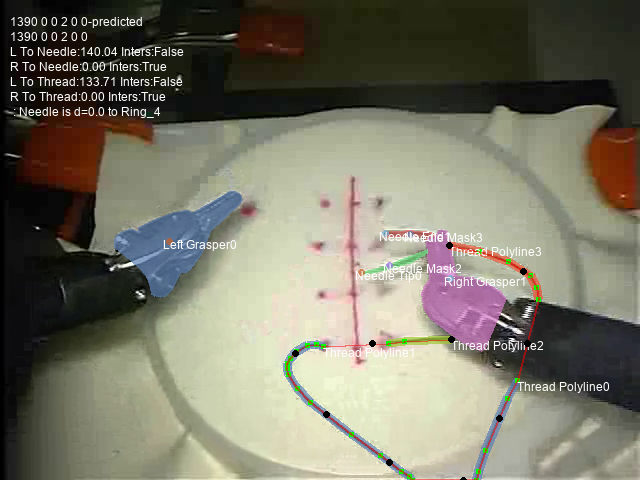 1390 0 0 2 0 0-predicted
1390 0 0 2 0 0
L To Needle:140.04 Inters:False
R To Needle:0.00 Inters:True
L To Thread:133.71 Inters:False
R To Thread:0.00 Inters:True
: Needle is d=0.0 to Ring_4
Left Grasper0
Needle Mask3
Thread Polyline3
Needle Mask2
Needle Tip0
Right Grasper1
Thread Polyline1
Thread Polyline2
Thread Polyline0